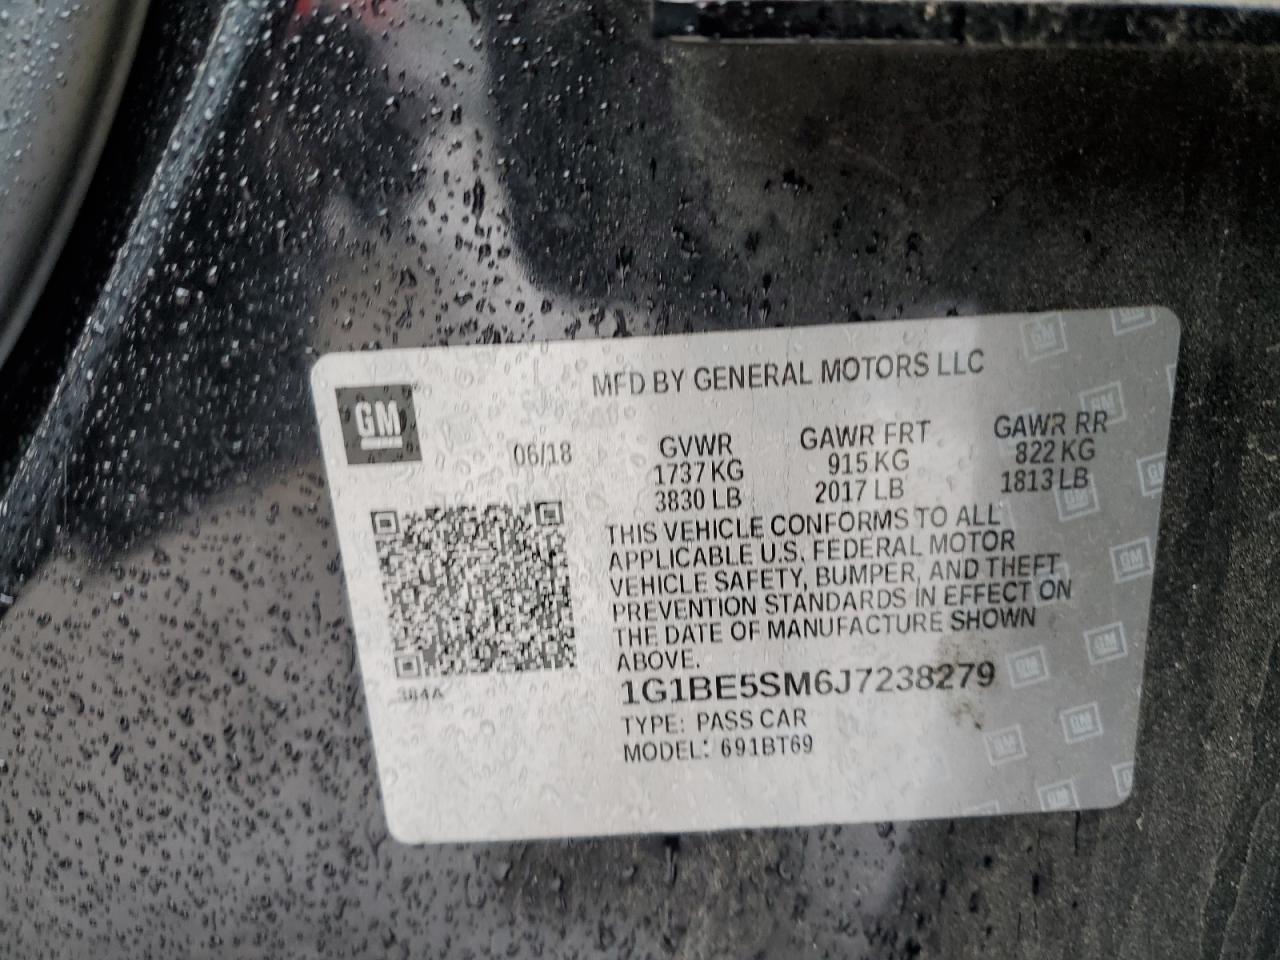 GM
MFD BY GENERAL MOTORS LLC
06/18
GVWR
1737 KG
3830 LB
GAWR FRT
915 KG
2017 LB
GAWR RR
822 KG
1813 LB
THIS VEHICLE CONFORMS TO ALL
APPLICABLE U.S. FEDERAL MOTOR
VEHICLE SAFETY, BUMPER, AND THEFT
PREVENTION STANDARDS IN EFFECT ON
THE DATE OF MANUFACTURE SHOWN
ABOVE.
384A
1G1BE5SM6J7238279
TYPE: PASS CAR
MODEL: 691BT69